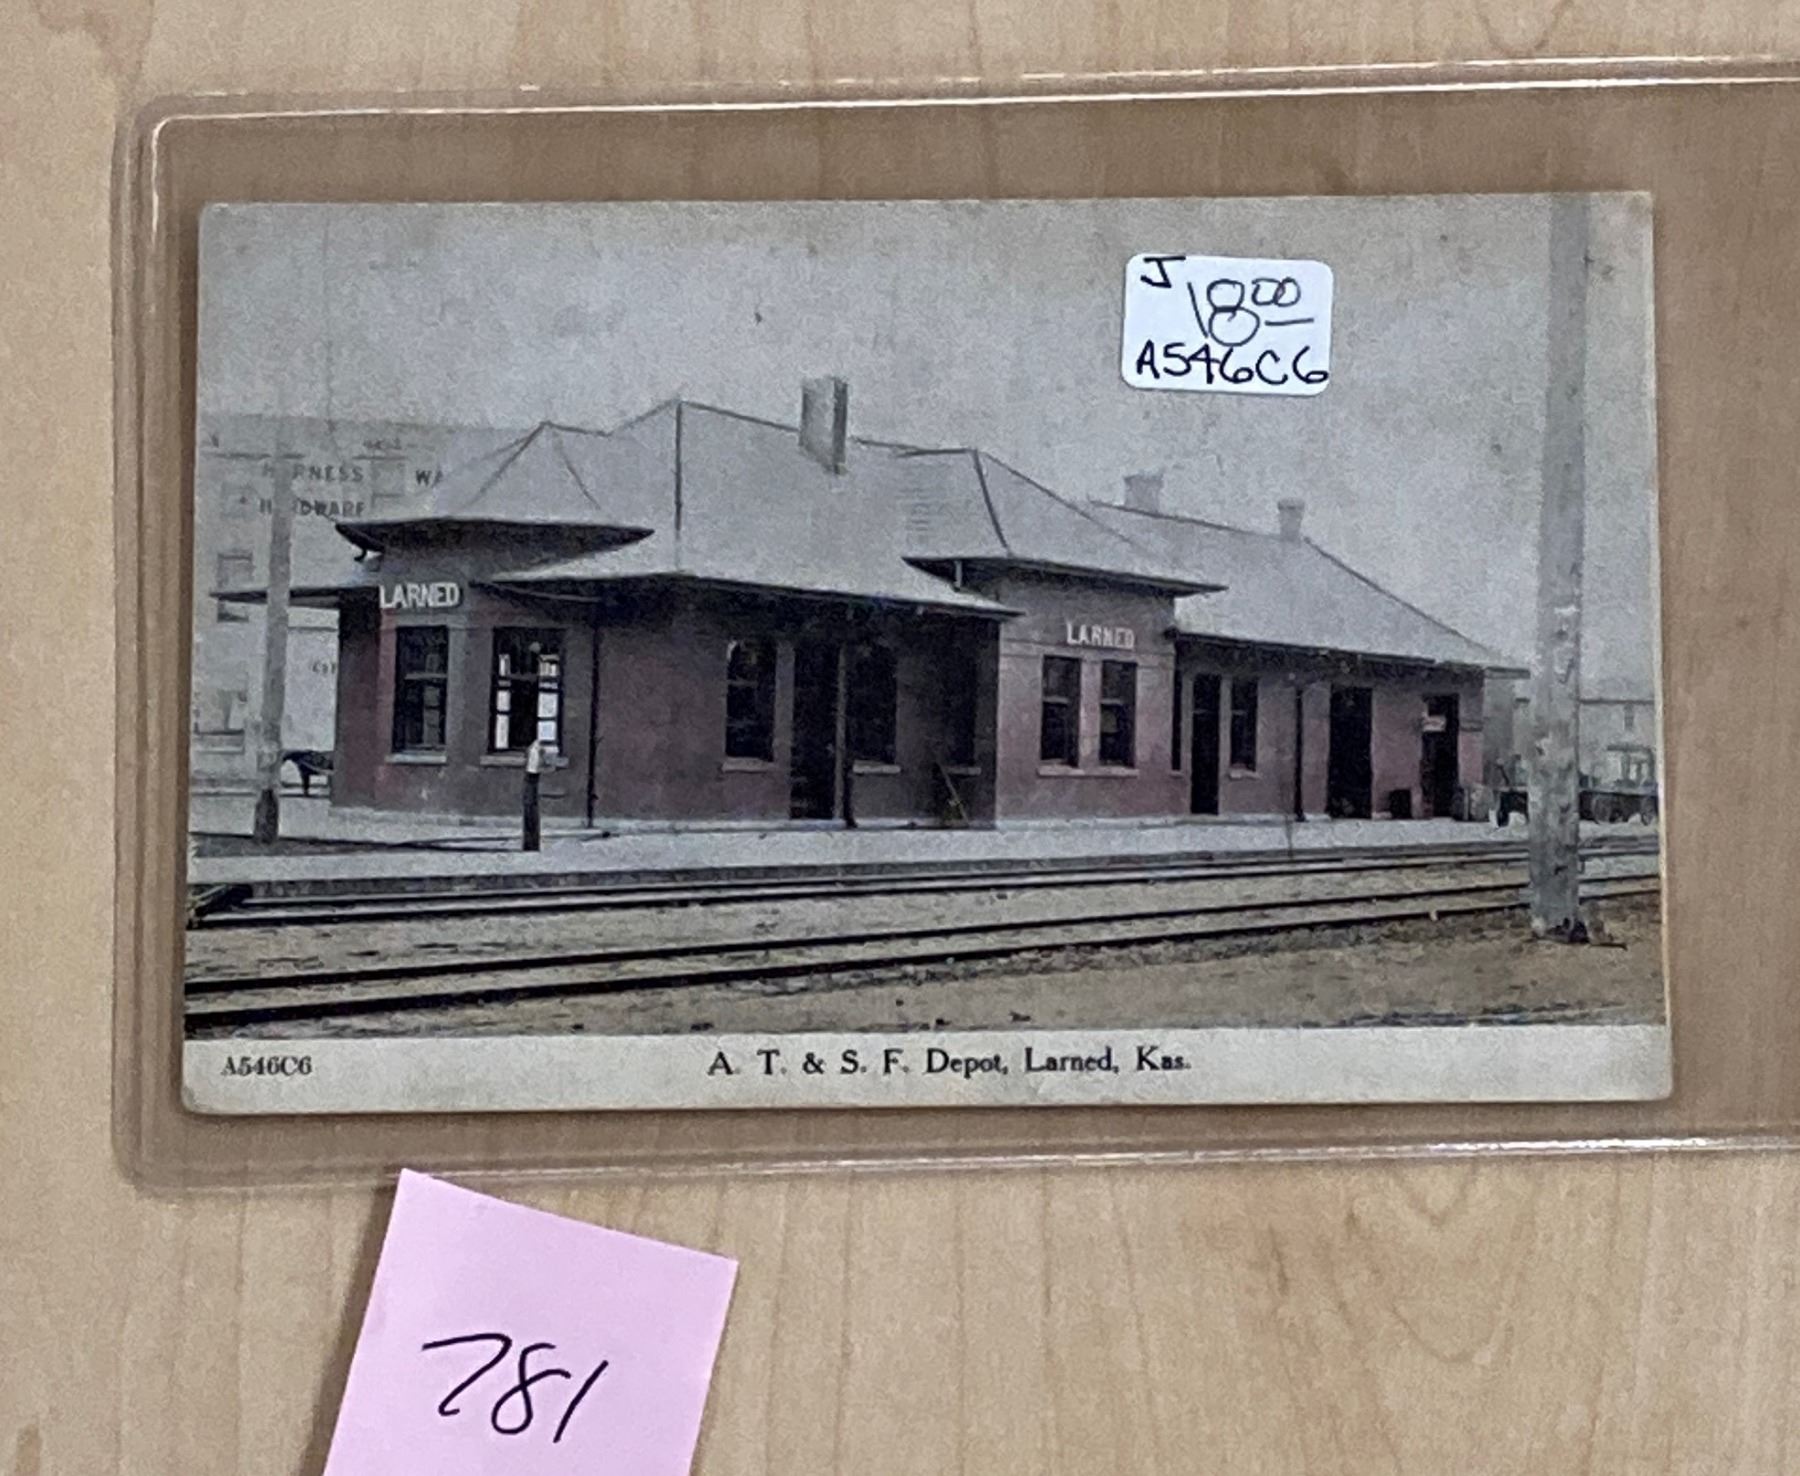 J 18.00
A546C6
HARNESS
HARDWARE
LARNED
LARNED
A546C6
A. T. & S. F. Depot, Larned, Kas.
781